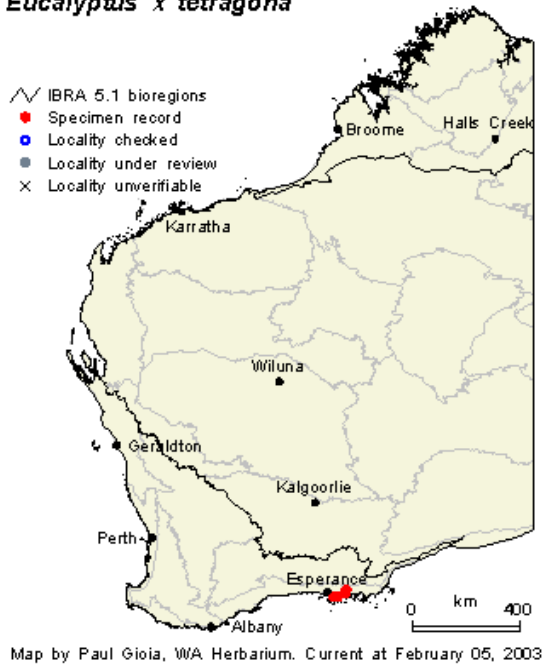 Eucalyptus x tetragona
IBRA 5.1 bioregions
Specimen record
Locality checked
Locality under review
Locality unverifiable
Broome
Halls Creek
Karratha
Wiluna
Geraldton
Kalgoorlie
Perth
Esperance
Albany
km
0 400
Map by Paul Gioia, WA Herbarium. Current at February 05, 2003